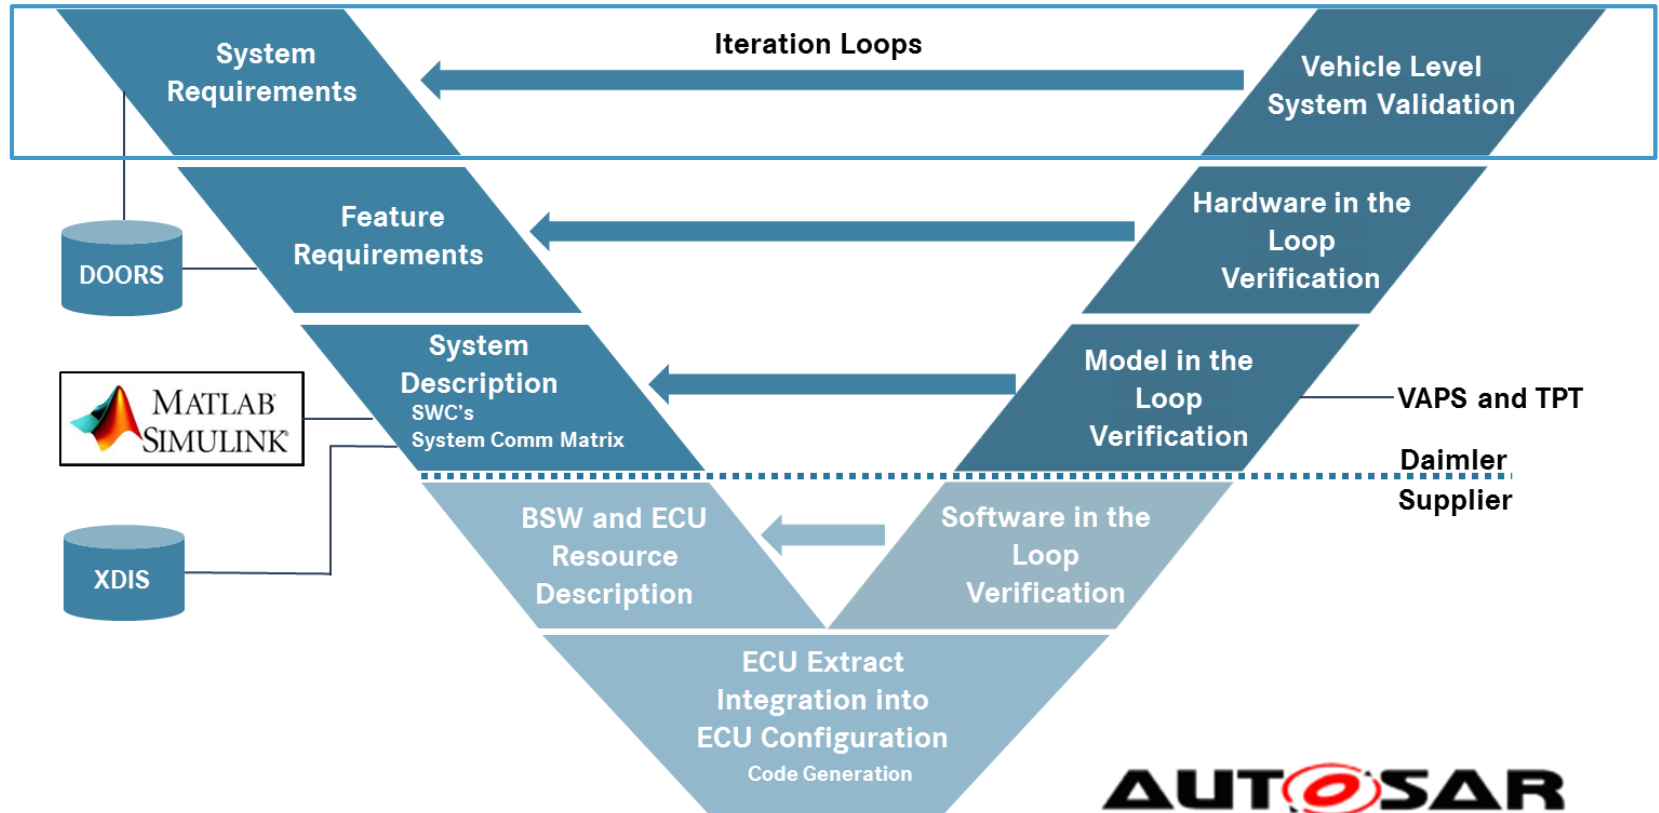 System
Requirements
Iteration Loops
Vehicle Level
System Validation
Feature
Requirements
Hardware in the
Loop
Verification
DOORS
System
Description
SWC's
System Comm Matrix
Model in the
Loop
Verification
MATLAB
SIMULINK®
VAPS and TPT
Daimler
Supplier
BSW and ECU
Resource
Description
Software in the
Loop
Verification
XDIS
ECU Extract
Integration into
ECU Configuration
Code Generation
AUTOSAR